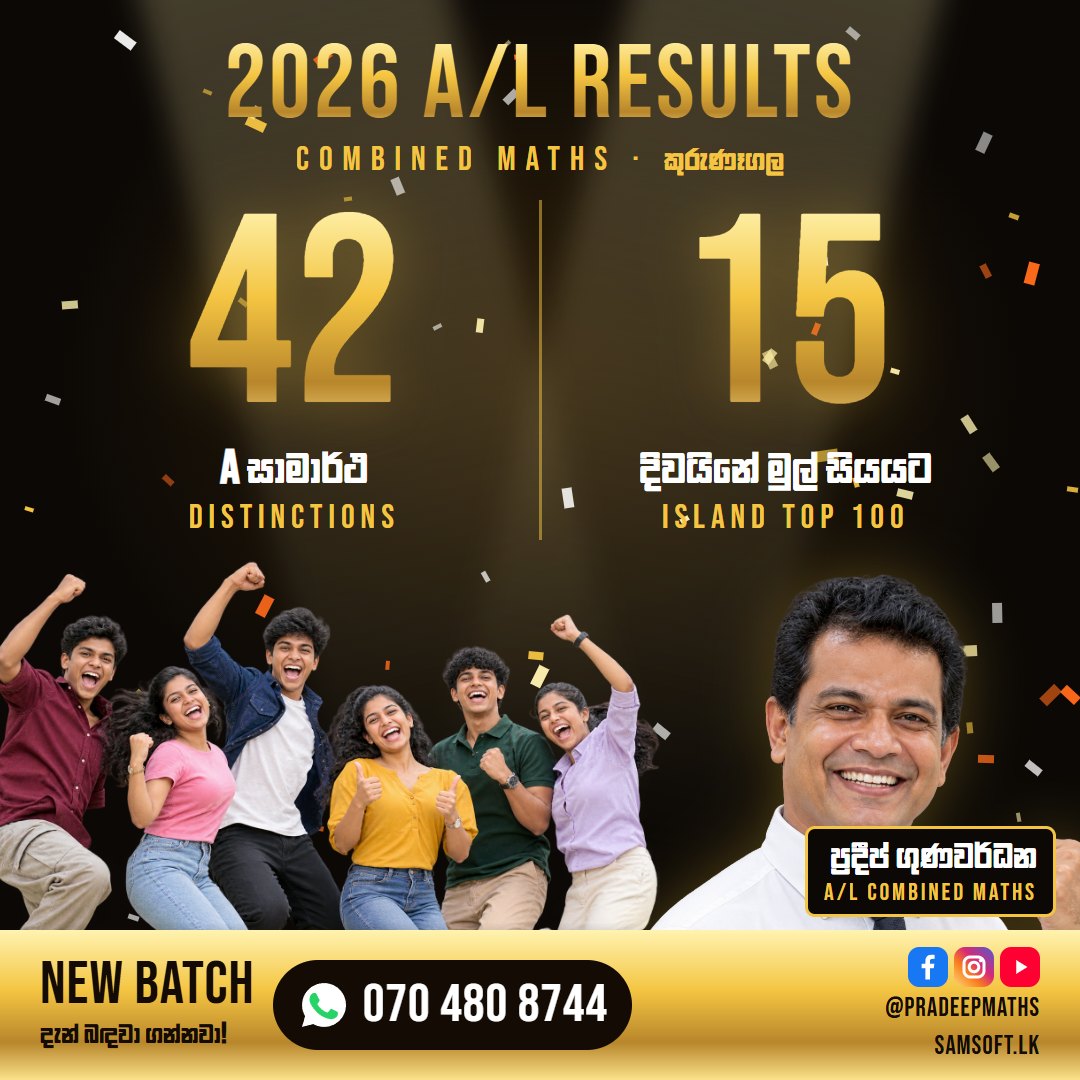 2026 A/L RESULTS
COMBINED MATHS · කුරුණෑගල
42
A සාමාර්ථ
DISTINCTIONS
15
දිවයිනේ මුල් සියයට
ISLAND TOP 100
ප්‍රදීප් ගුණවර්ධන
A/L COMBINED MATHS
NEW BATCH
දැන් බඳවා ගන්නවා!
070 480 8744
@PRADEEPMATHS
SAMSOFT.LK